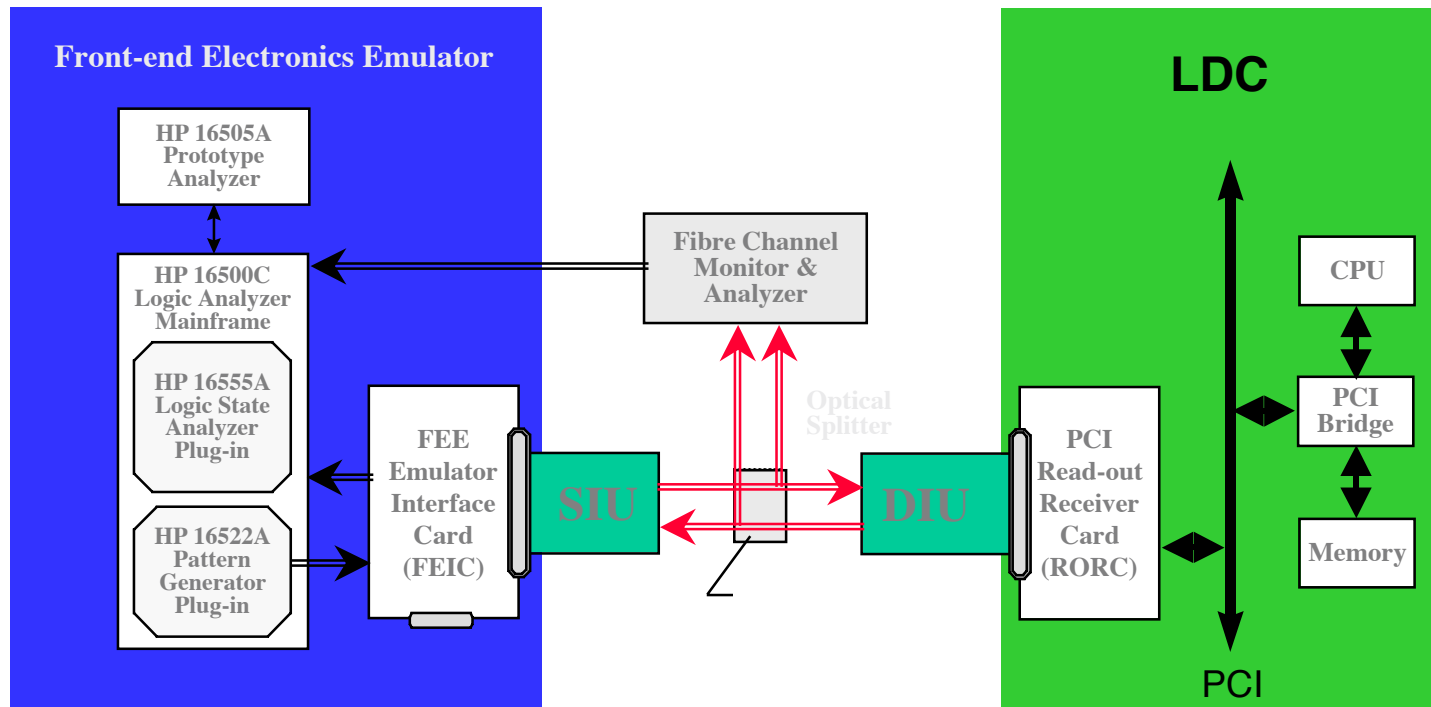 Front-end Electronics Emulator
LDC
HP 16505A
Prototype
Analyzer
HP 16500C
Logic Analyzer
Mainframe
HP 16555A
Logic State
Analyzer
Plug-in
HP 16522A
Pattern
Generator
Plug-in
FEE
Emulator
Interface
Card
(FEIC)
SIU
Fibre Channel
Monitor &
Analyzer
Optical
Splitter
DIU
PCI
Read-out
Receiver
Card
(RORC)
CPU
PCI
Bridge
Memory
PCI